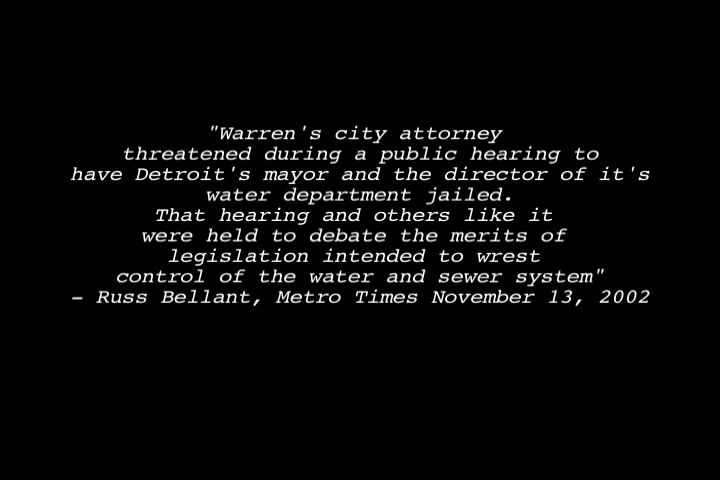 "Warren's city attorney
threatened during a public hearing to
have Detroit's mayor and the director of it's
water department jailed.
That hearing and others like it
were held to debate the merits of
legislation intended to wrest
control of the water and sewer system"
– Russ Bellant, Metro Times November 13, 2002